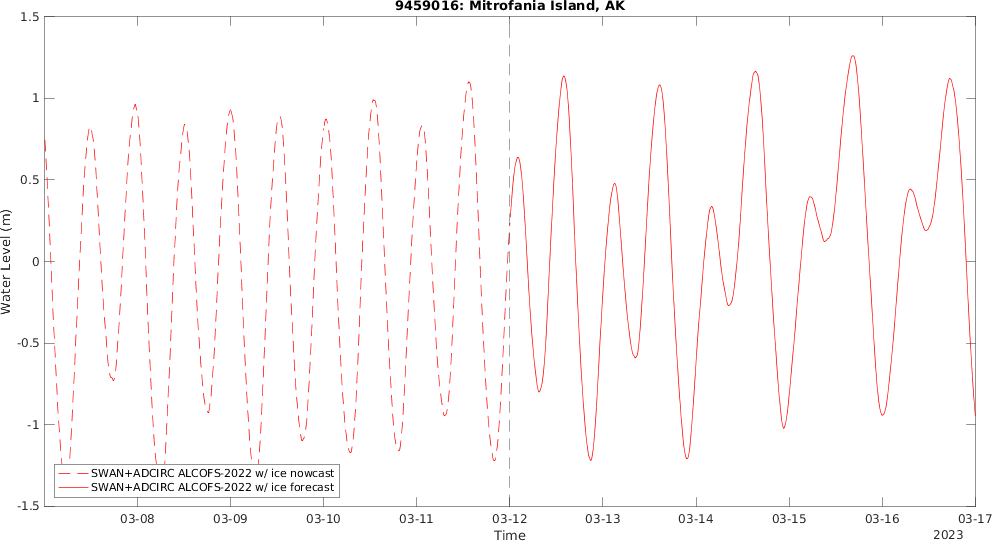 9459016: Mitrofania Island, AK
1.5
1
0.5
0
-0.5
-1
-1.5
Water Level (m)
SWAN+ADCIRC ALCOFS-2022 w/ ice nowcast
SWAN+ADCIRC ALCOFS-2022 w/ ice forecast
03-08 03-09 03-10 03-11 03-12 03-13 03-14 03-15 03-16 03-17
Time
2023